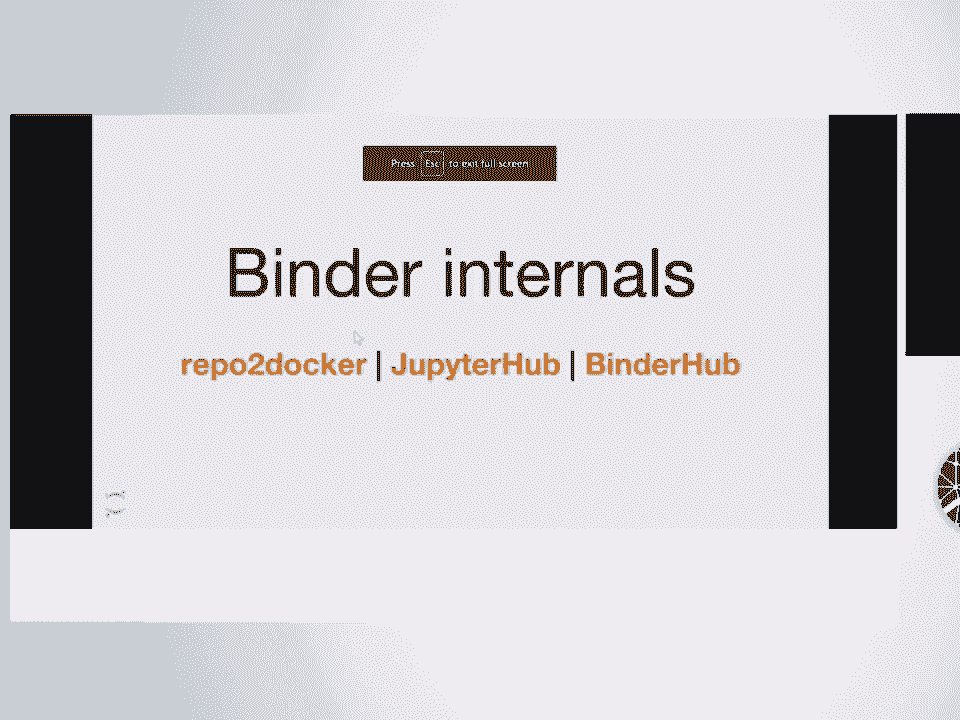 Press Esc to exit full screen
Binder internals
repo2docker | JupyterHub | BinderHub